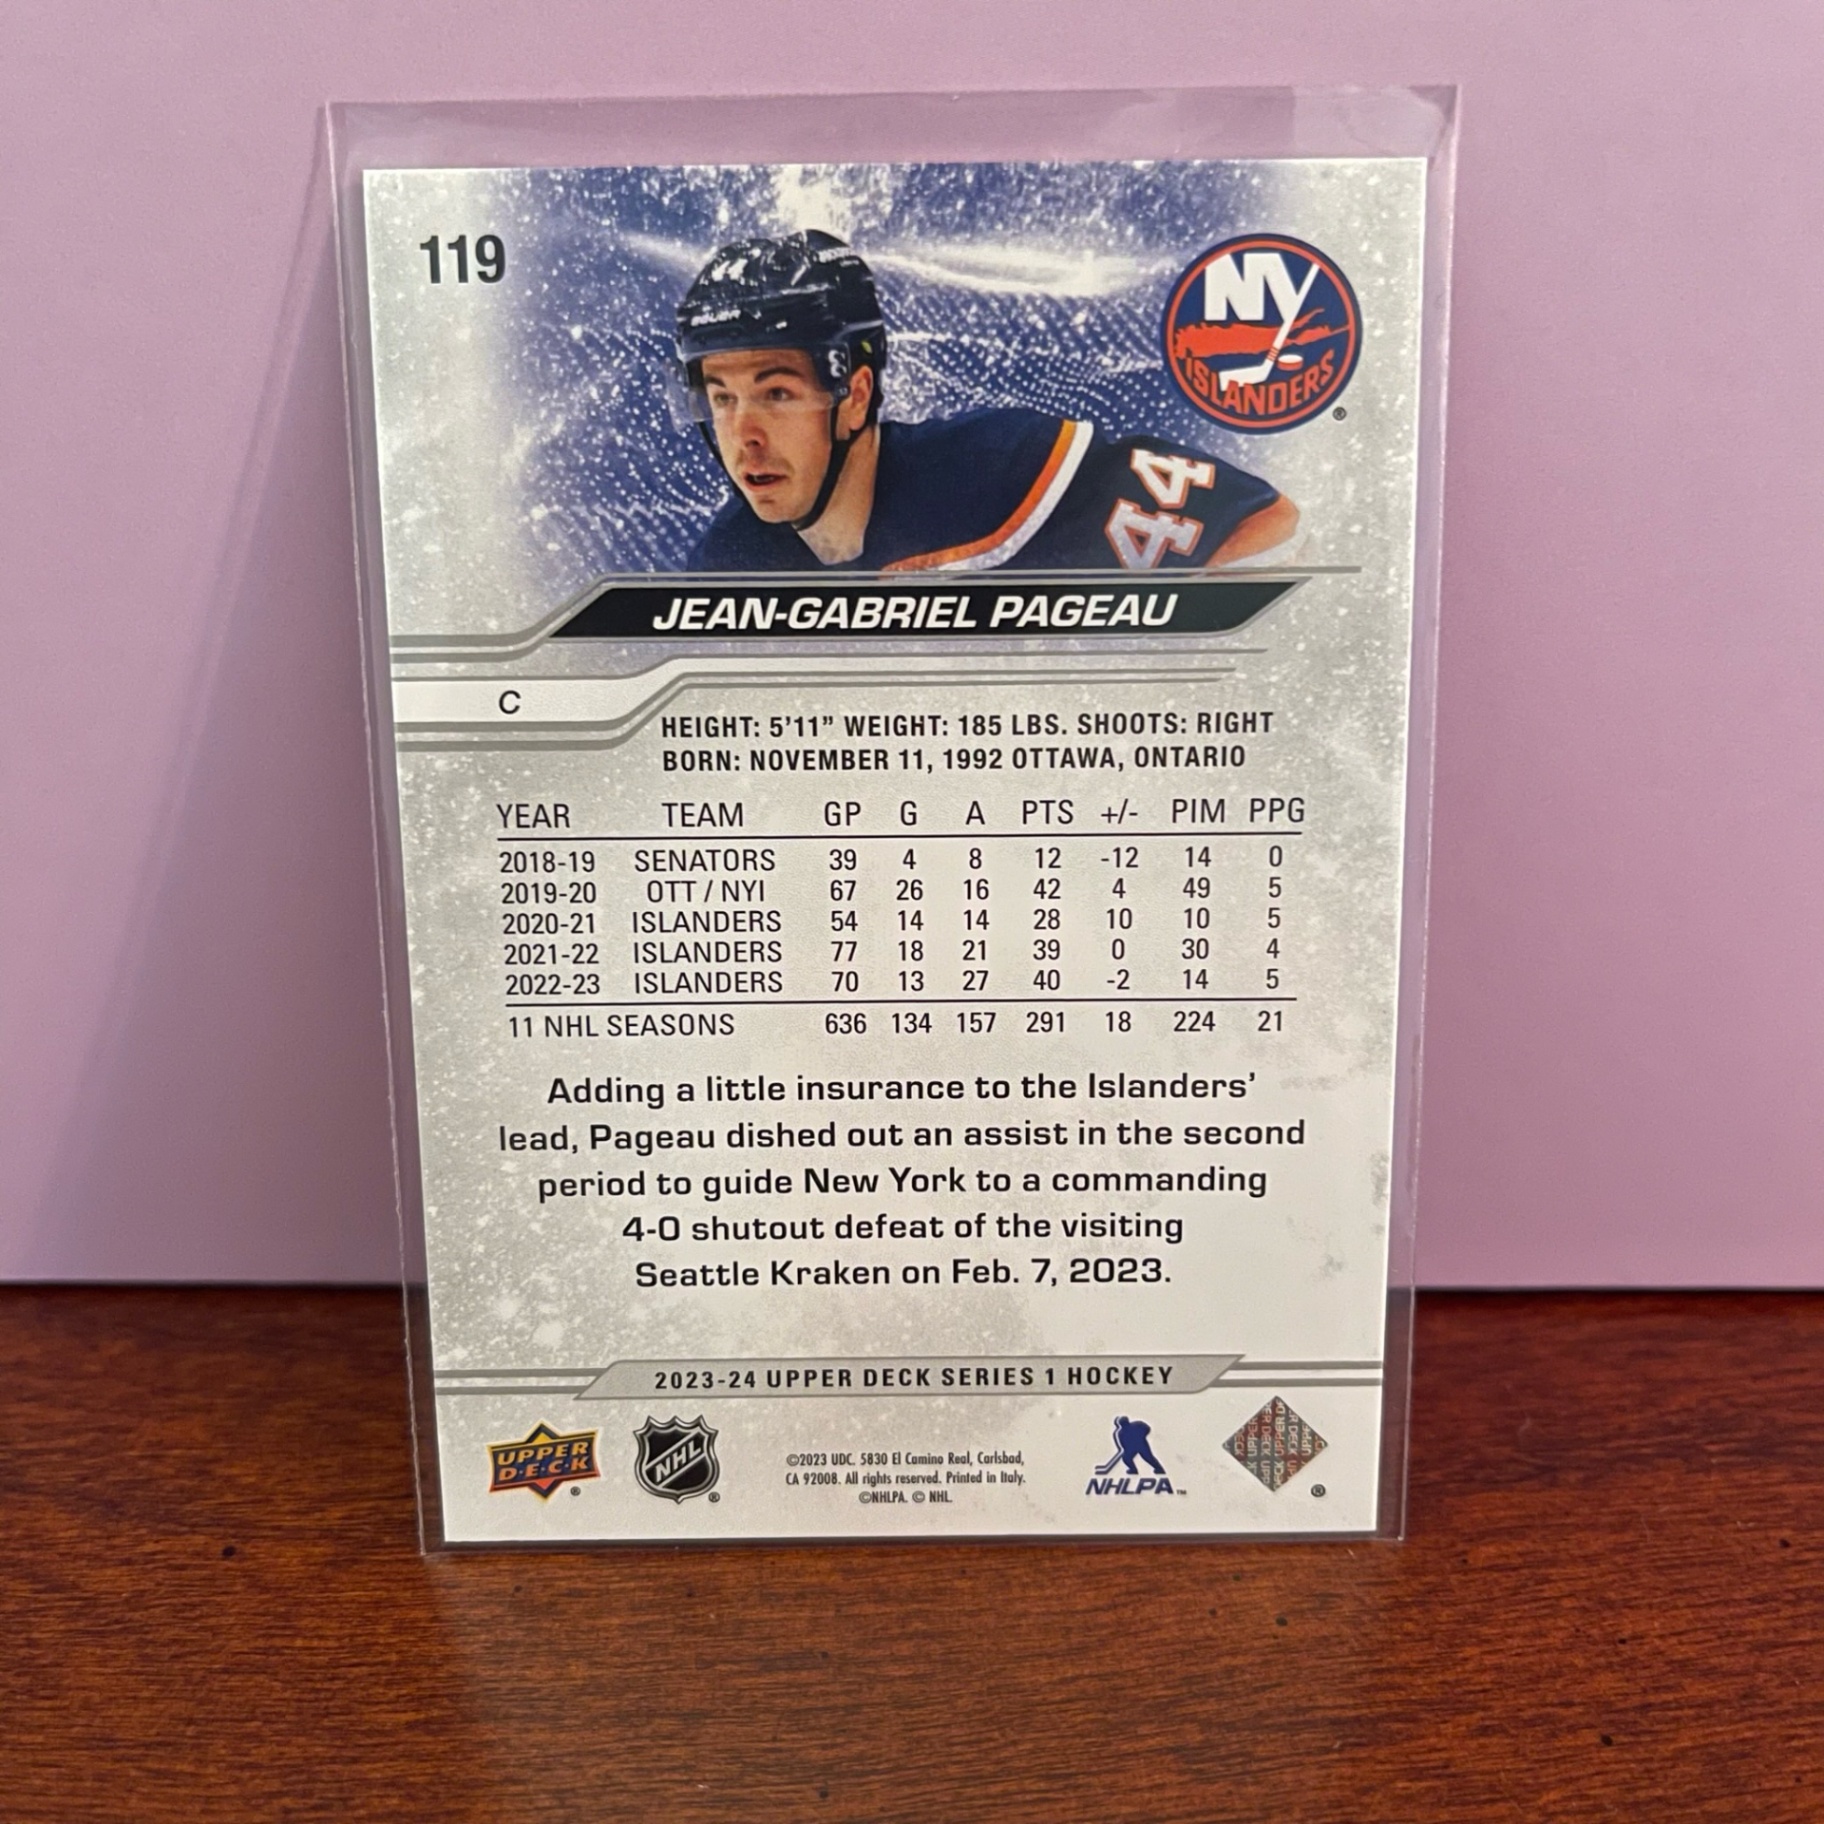 119
44
BAUER
NY
ISLANDERS
®
44
JEAN-GABRIEL PAGEAU
C
HEIGHT: 5'11" WEIGHT: 185 LBS. SHOOTS: RIGHT
BORN: NOVEMBER 11, 1992 OTTAWA, ONTARIO
YEAR TEAM GP G A PTS +/- PIM PPG
2018-19 SENATORS 39 4 8 12 -12 14 0
2019-20 OTT / NYI 67 26 16 42 4 49 5
2020-21 ISLANDERS 54 14 14 28 10 10 5
2021-22 ISLANDERS 77 18 21 39 0 30 4
2022-23 ISLANDERS 70 13 27 40 -2 14 5
11 NHL SEASONS 636 134 157 291 18 224 21
Adding a little insurance to the Islanders'
lead, Pageau dished out an assist in the second
period to guide New York to a commanding
4-0 shutout defeat of the visiting
Seattle Kraken on Feb. 7, 2023.
2023-24 UPPER DECK SERIES 1 HOCKEY
UPPER
D·E·C·K
®
NHL
®
©2023 UDC. 5830 El Camino Real, Carlsbad,
CA 92008. All rights reserved. Printed in Italy.
©NHLPA. © NHL.
NHLPA™
UPPER DECK
®